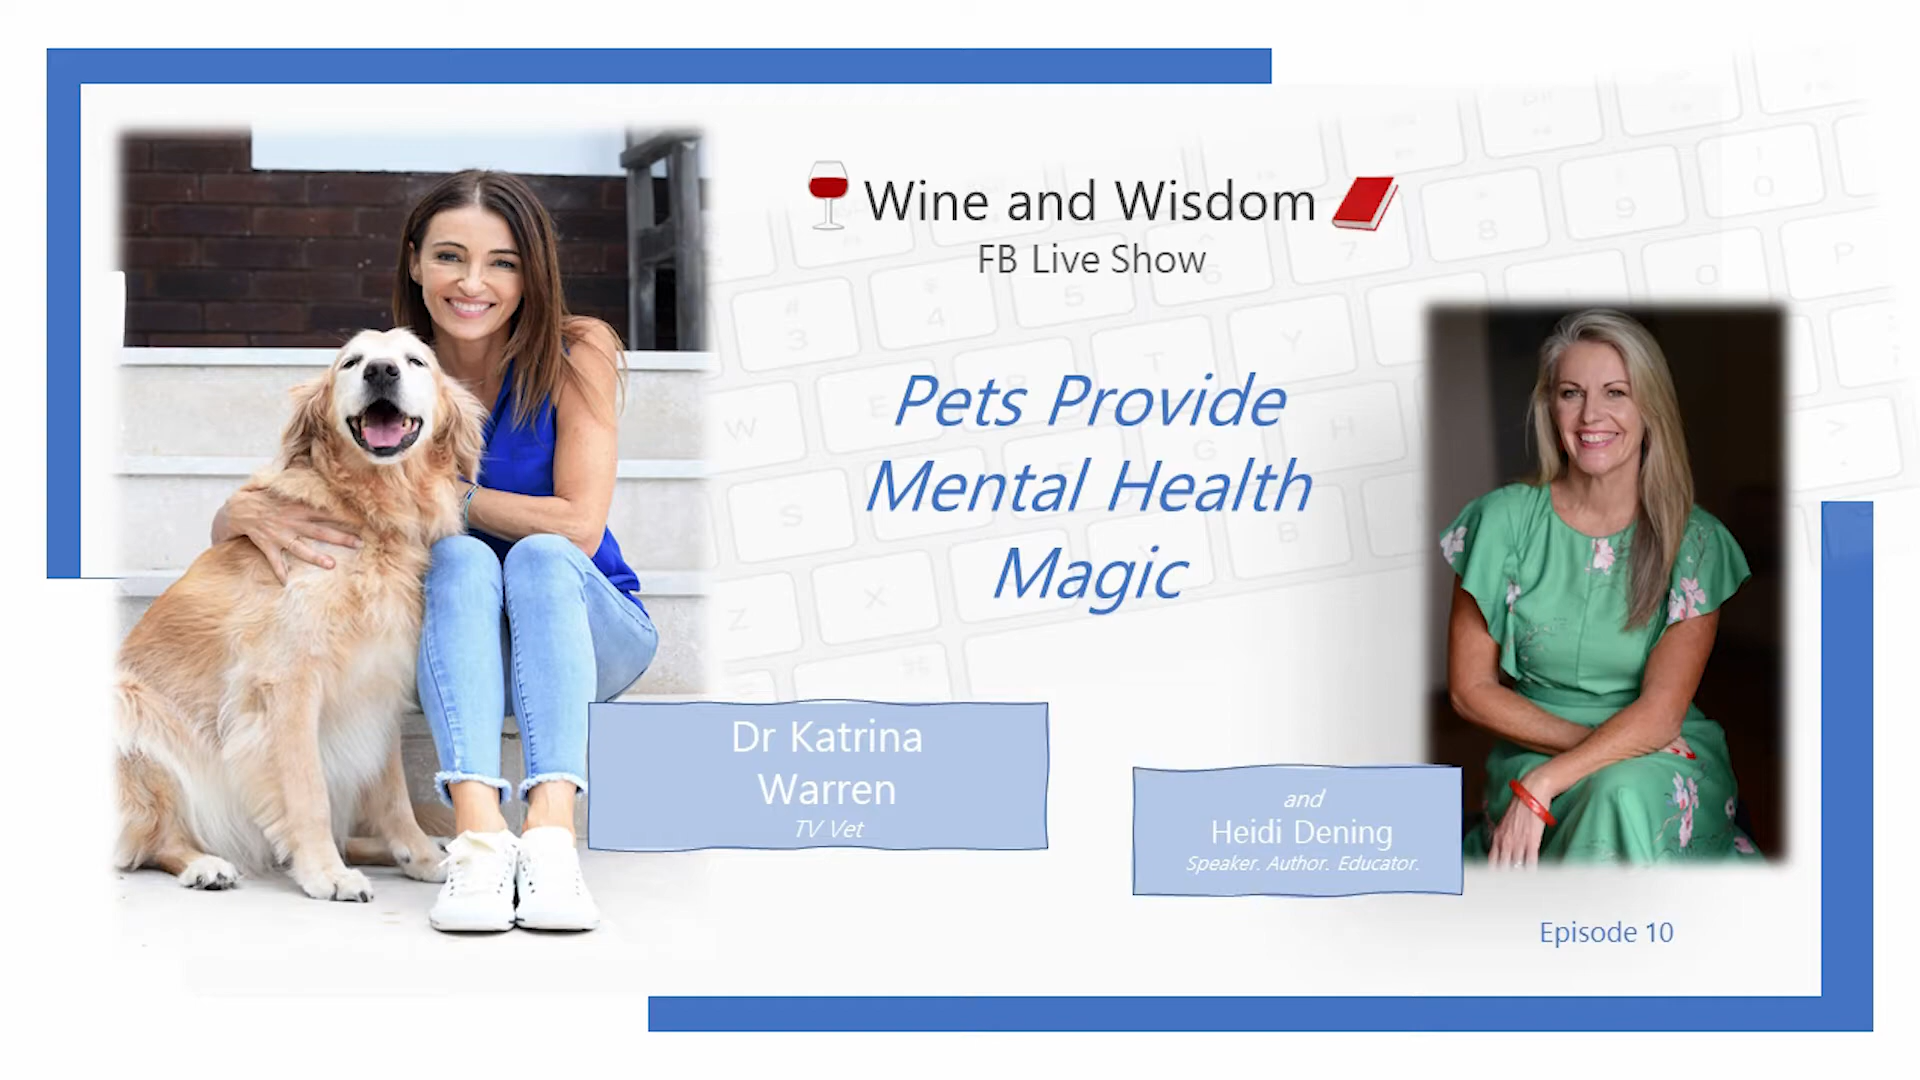 Wine and Wisdom
FB Live Show
Pets Provide
Mental Health
Magic
Dr Katrina
Warren
TV Vet
and
Heidi Dening
Speaker. Author. Educator.
Episode 10